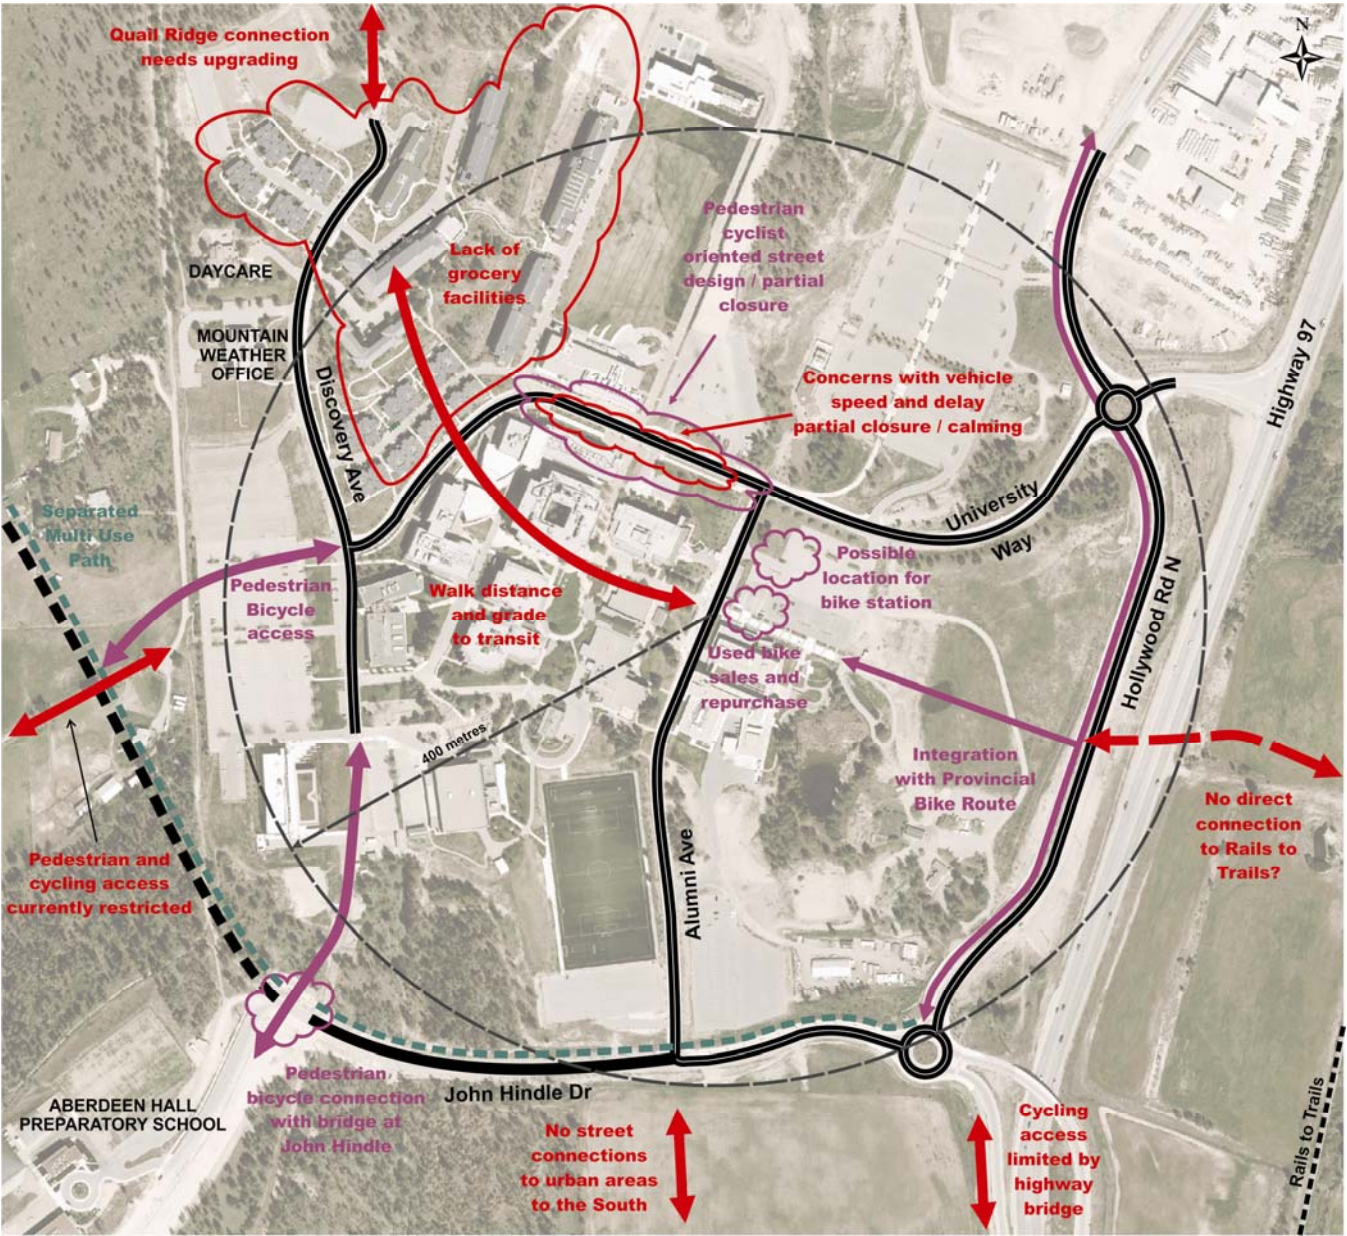 Quail Ridge connection
needs upgrading
N
Pedestrian
cyclist
oriented street
design / partial
closure
Lack of
grocery
facilities
DAYCARE
MOUNTAIN
WEATHER
OFFICE
Discovery Ave
Concerns with vehicle
speed and delay
partial closure / calming
Highway 97
Separated
Multi Use
Path
University
Way
Possible
location for
bike station
Pedestrian
Bicycle
access
Walk distance
and grade
to transit
Hollywood Rd N
Used bike
sales and
repurchase
400 metres
Integration
with Provincial
Bike Route
No direct
connection
to Rails to
Trails?
Pedestrian and
cycling access
currently restricted
Alumni Ave
Pedestrian
bicycle connection
with bridge at
John Hindle
John Hindle Dr
ABERDEEN HALL
PREPARATORY SCHOOL
No street
connections
to urban areas
to the South
Cycling
access
limited by
highway
bridge
Rails to Trails